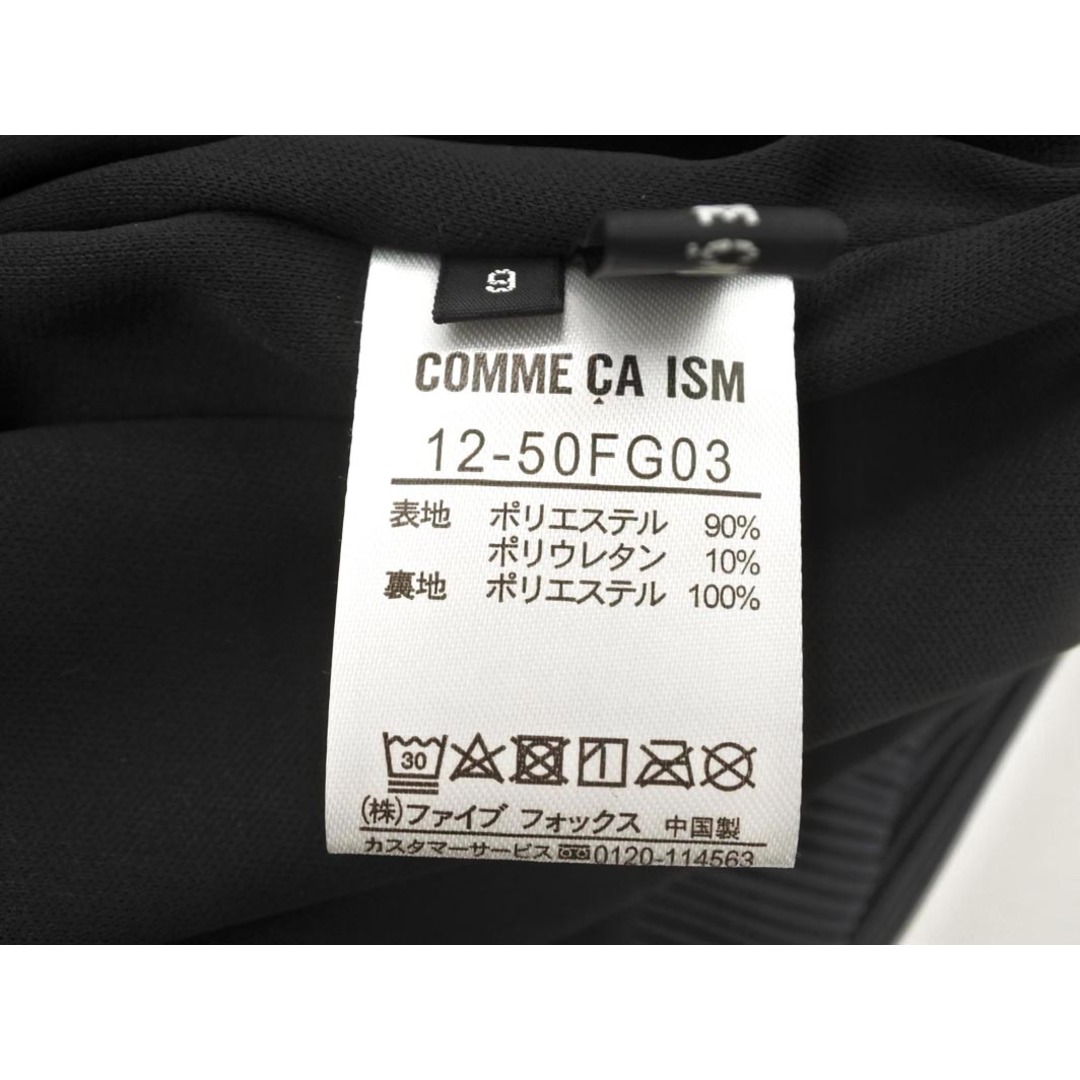 9
COMME ÇA ISM
12-50FG03
表地 ポリエステル 90%
ポリウレタン 10%
裏地 ポリエステル 100%
30
(株)ファイブ フォックス 中国製
カスタマーサービス 0120-114563